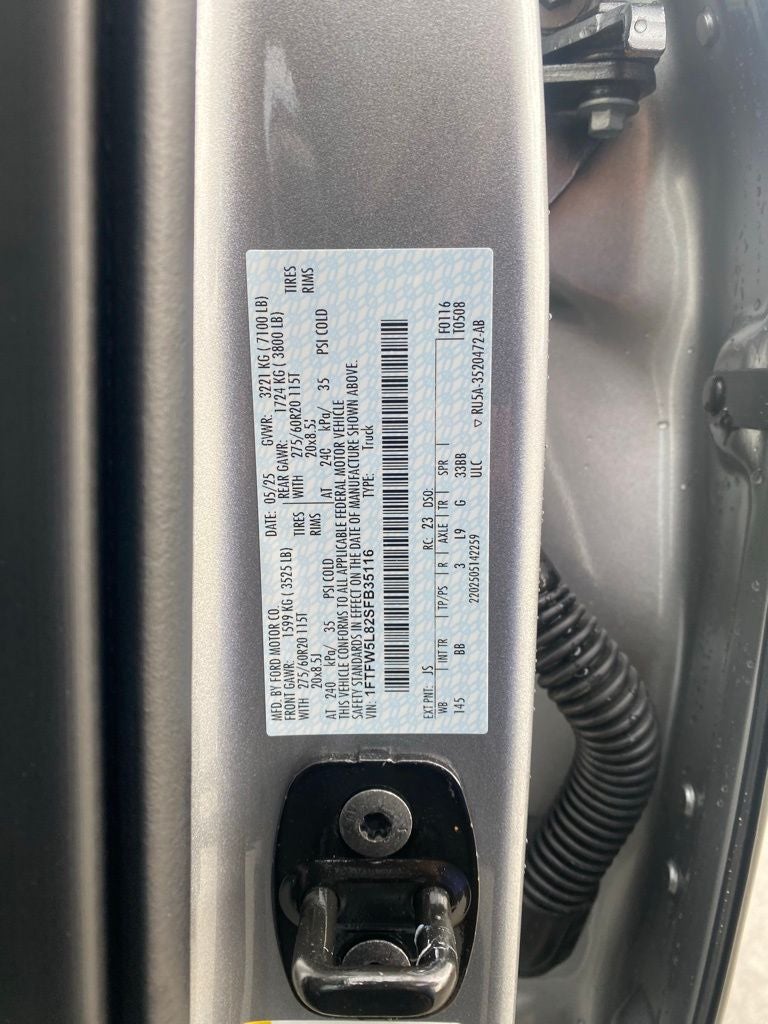 MFD. BY FORD MOTOR CO.
DATE: 05/25 GVWR: 3221 KG ( 7100 LB)
FRONT GAWR: 1599 KG ( 3525 LB)
REAR GAWR: 1724 KG ( 3800 LB)
WITH 275/60R20 115T TIRES
WITH 275/60R20 115T TIRES
20x8.5J RIMS
20x8.5J RIMS
AT 240 kPa/ 35 PSI COLD
AT 240 kPa/ 35 PSI COLD
THIS VEHICLE CONFORMS TO ALL APPLICABLE FEDERAL MOTOR VEHICLE
SAFETY STANDARDS IN EFFECT ON THE DATE OF MANUFACTURE SHOWN ABOVE.
VIN: 1FTFW5L82SFB35116
TYPE: Truck
EXT PNT: JS RC: 23 DSO: F0116
WB INT TR TP/PS R AXLE TR SPR T0508
145 BB 3 L9 G 33BB
2202505142259 ULC ▽ RU5A-3520472-AB